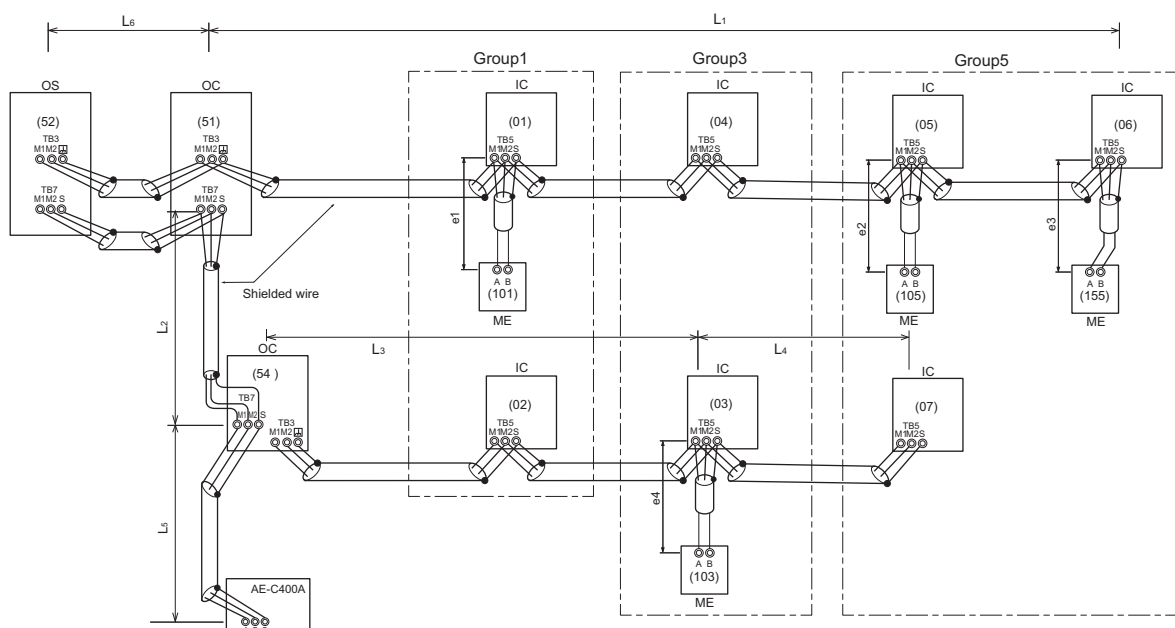 L6
L1
Group1
Group3
Group5
OS
OC
IC
IC
IC
IC
(52)
(51)
(01)
(04)
(05)
(06)
TB3
M1M2
TB3
M1M2
TB5
M1M2S
TB5
M1M2S
TB5
M1M2S
TB5
M1M2S
TB7
M1M2 S
TB7
M1M2 S
e1
e2
e3
A B
(101)
ME
A B
(105)
ME
A B
(155)
ME
Shielded wire
L2
L3
L4
OC
IC
IC
IC
(54 )
(02)
(03)
(07)
TB7
M1M2S
TB3
M1M2
TB5
M1M2S
TB5
M1M2S
TB5
M1M2S
e4
L5
A B
(103)
ME
AE-C400A